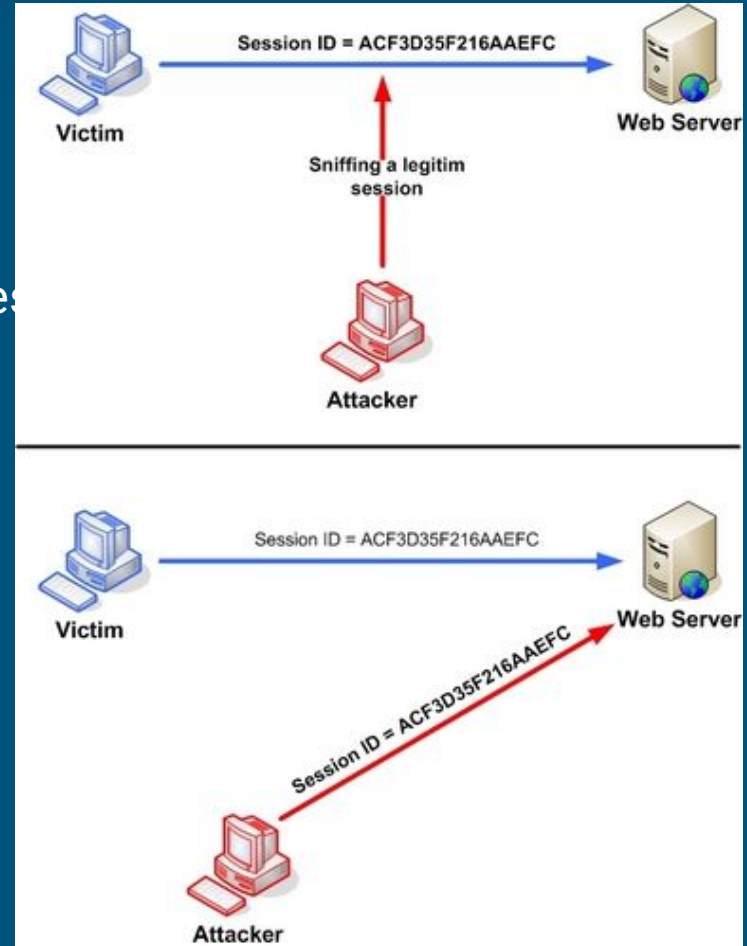 Session ID = ACF3D35F216AAEFC
Victim
Web Server
Sniffing a legitim
session
es
Attacker
Session ID = ACF3D35F216AAEFC
Victim
Web Server
Session ID = ACF3D35F216AAEFC
Attacker